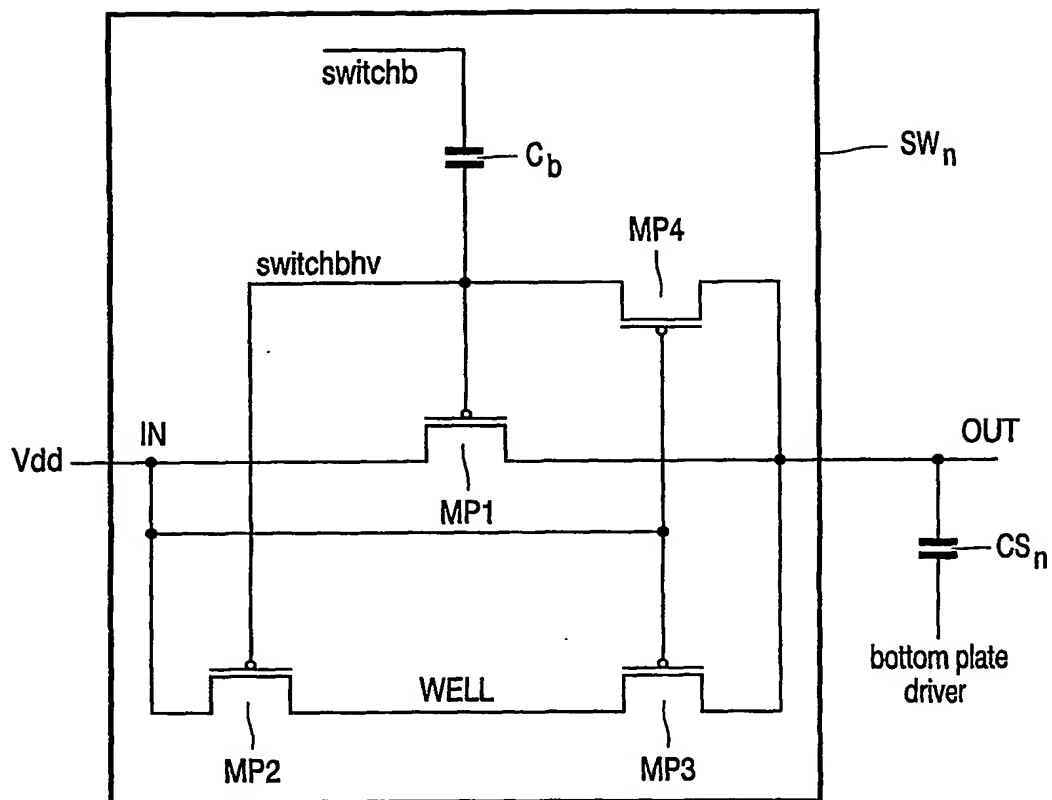 switchb
C_b
SW_n
MP4
switchbhv
IN
OUT
Vdd
MP1
CS_n
bottom plate
driver
WELL
MP2
MP3